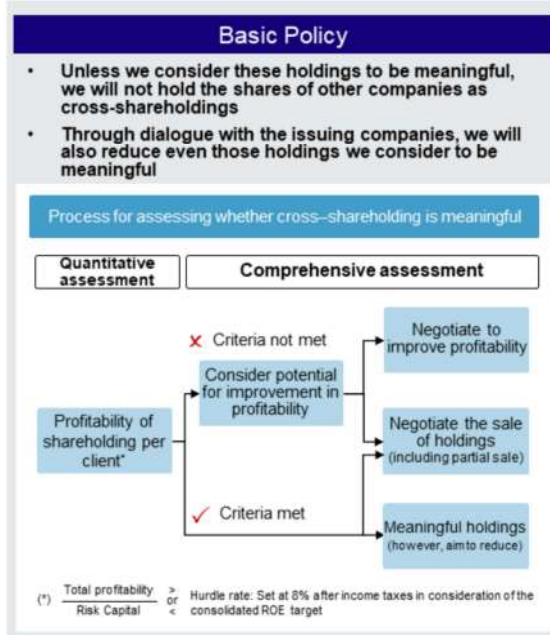 Basic Policy
• Unless we consider these holdings to be meaningful,
we will not hold the shares of other companies as
cross-shareholdings
• Through dialogue with the issuing companies, we will
also reduce even those holdings we consider to be
meaningful
Process for assessing whether cross–shareholding is meaningful
Quantitative
assessment
Comprehensive assessment
✗ Criteria not met
Consider potential
for improvement in
profitability
Negotiate to
improve profitability
Profitability of
shareholding per
client*
Negotiate the sale
of holdings
(including partial sale)
✓ Criteria met
Meaningful holdings
(however, aim to reduce)
(*) Total profitability
Risk Capital
>
or
<
Hurdle rate: Set at 8% after income taxes in consideration of the
consolidated ROE target